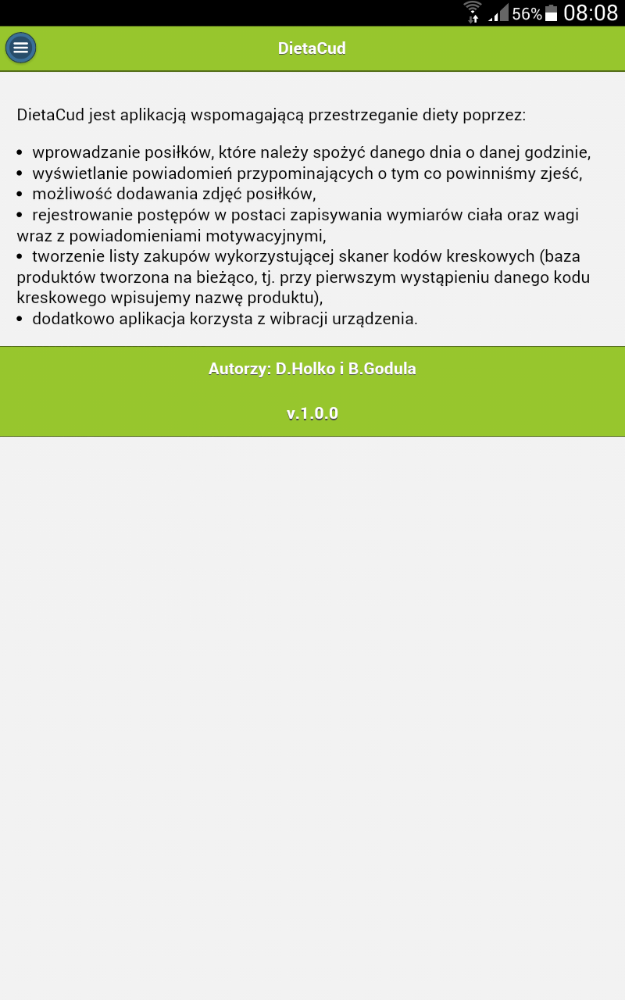 56% 08:08
DietaCud
DietaCud jest aplikacją wspomagającą przestrzeganie diety poprzez:
• wprowadzanie posiłków, które należy spożyć danego dnia o danej godzinie,
• wyświetlanie powiadomień przypominających o tym co powinniśmy zjeść,
• możliwość dodawania zdjęć posiłków,
• rejestrowanie postępów w postaci zapisywania wymiarów ciała oraz wagi
wraz z powiadomieniami motywacyjnymi,
• tworzenie listy zakupów wykorzystującej skaner kodów kreskowych (baza
produktów tworzona na bieżąco, tj. przy pierwszym wystąpieniu danego kodu
kreskowego wpisujemy nazwę produktu),
• dodatkowo aplikacja korzysta z wibracji urządzenia.
Autorzy: D.Holko i B.Godula
v.1.0.0